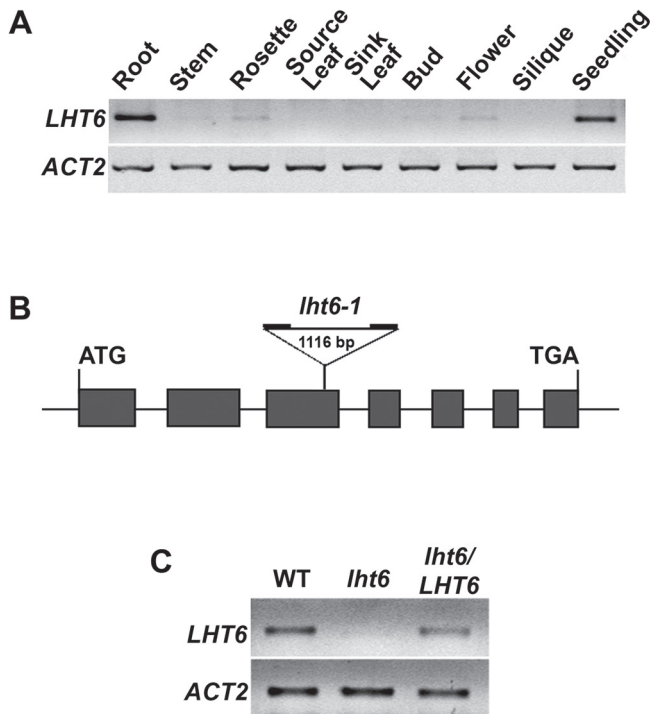 A
Root Stem Rosette Source Leaf Sink Leaf Bud Flower Silique Seedling
LHT6
ACT2
B
lht6-1
1116 bp
ATG TGA
C
WT lht6 lht6/
LHT6
LHT6
ACT2